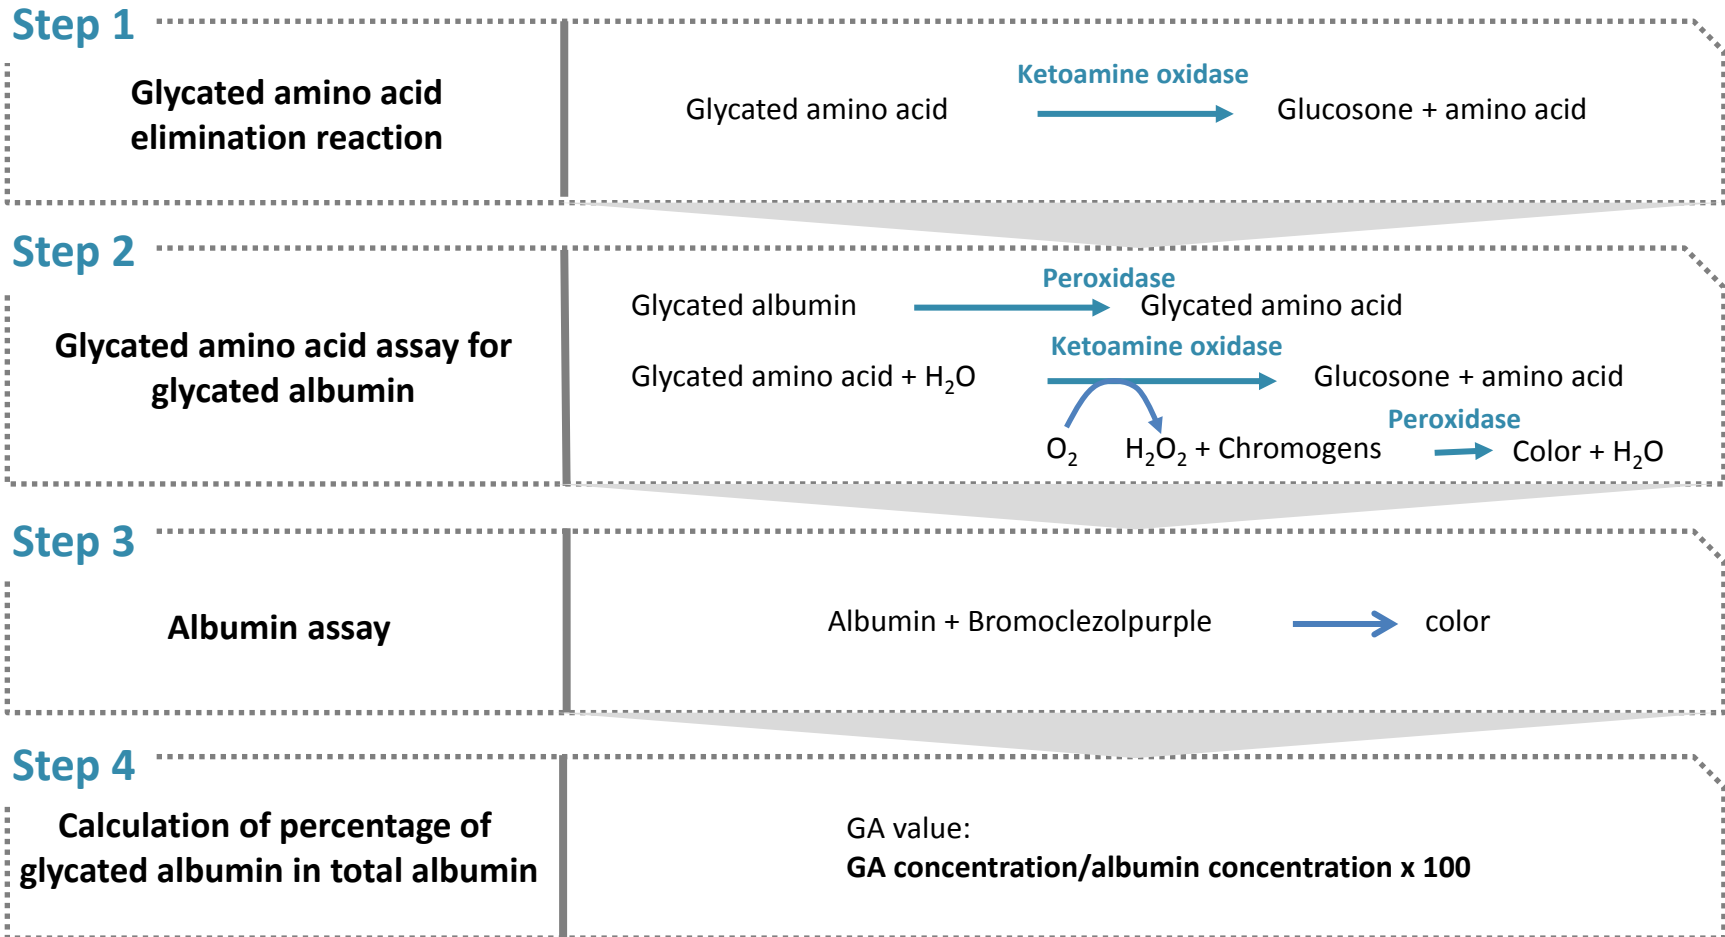 Step 1
Glycated amino acid
elimination reaction
Ketoamine oxidase
Glycated amino acid
Glucosone + amino acid
Step 2
Glycated amino acid assay for
glycated albumin
Peroxidase
Glycated albumin
Glycated amino acid
Ketoamine oxidase
Glycated amino acid + H₂O
Glucosone + amino acid
Peroxidase
O₂
H₂O₂ + Chromogens
Color + H₂O
Step 3
Albumin assay
Albumin + Bromoclezolpurple
color
Step 4
Calculation of percentage of
glycated albumin in total albumin
GA value:
GA concentration/albumin concentration x 100